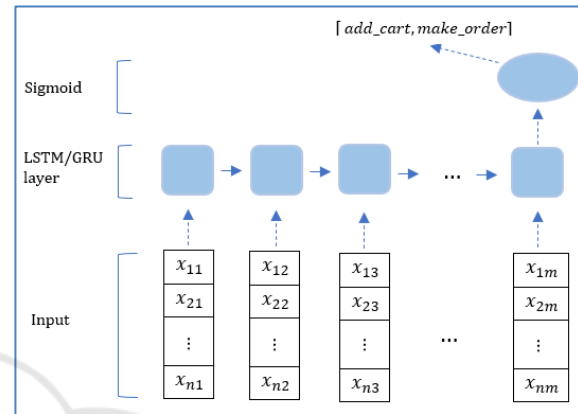 ⌈add_cart, make_order⌉
Sigmoid
LSTM/GRU
layer
...
Input
x11 x12 x13 x1m
x21 x22 x23 x2m
⋮ ⋮ ⋮ ... ⋮
xn1 xn2 xn3 xnm